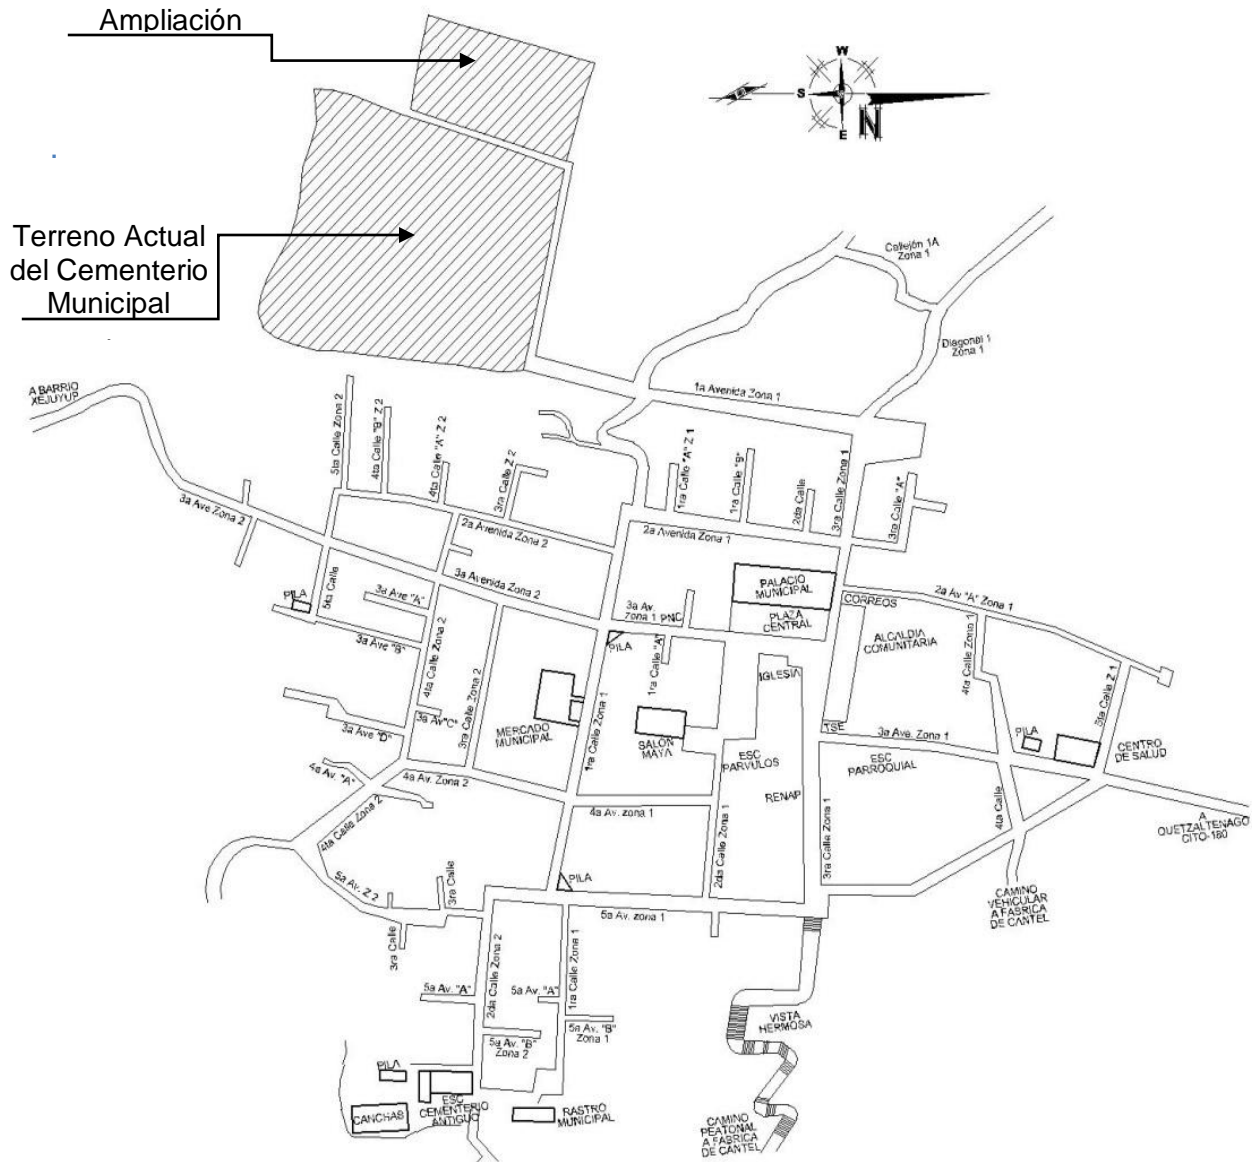 Ampliación
Terreno Actual
del Cementerio
Municipal
W
S
N
E
Callejón 1A
Zona 1
Diagonal 1
Zona 1
A BARRIO
XEJUYUP
1a Avenida Zona 1
5ta Calle Zona 2
4ta Calle "B" Z 2
4ta Calle "A" Z 2
3ra Calle Z 2
1ra Calle "A" Z 1
1ra Calle "B"
2da Calle
3ra Calle Zona 1
3ra Calle "A"
3a Ave Zona 2
2a Avenida Zona 2
2a Avenida Zona 1
3a Avenida Zona 2
PILA
5ta Calle
3a Ave "A"
3a Ave "B"
3a Av.
Zona 1 PNC
PALACIO
MUNICIPAL
PLAZA
CENTRAL
CORREOS
2a Av "A" Zona 1
ALCALDIA
COMUNITARIA
4ta Calle Zona 1
5ta Calle Z 1
4ta Calle Zona 2
3ra Calle Zona 2
PILA
1ra Calle "A"
IGLESIA
3a Ave "D"
3a Av"C"
MERCADO
MUNICIPAL
1ra Calle Zona 1
SALON
MAYA
ESC
PARVULOS
TSE
3a Ave. Zona 1
ESC
PARROQUIAL
PILA
CENTRO
DE SALUD
4a Av. "A"
4a Av. Zona 2
RENAP
4a Av. zona 1
4ta Calle
A
QUETZALTENAGO
CITO-180
4ta Calle Zona 2
2da Calle Zona 1
3ra Calle Zona 1
5a Av. Z 2
3ra Calle
PILA
5a Av. zona 1
CAMINO
VEHICULAR
A FABRICA
DE CANTEL
3ra Calle
2da Calle Zona 2
1ra Calle Zona 1
5a Av. "A"
5a Av. "A"
VISTA
HERMOSA
5a Av. "B"
Zona 1
5a Av. "B"
Zona 2
PILA
CANCHAS
ESC
CEMENTERIO
ANTIGUO
RASTRO
MUNICIPAL
CAMINO
PEATONAL
A FABRICA
DE CANTEL